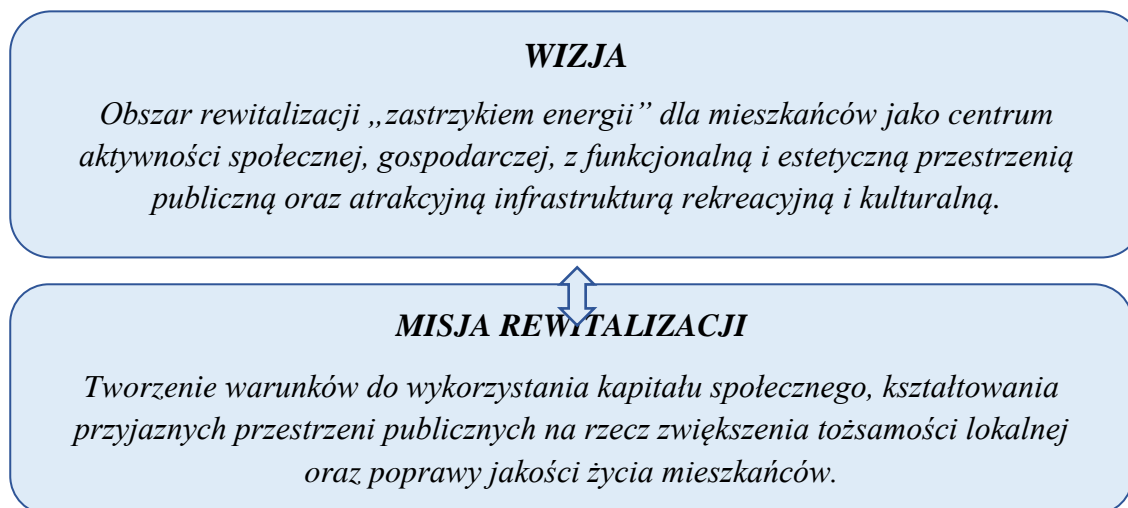 WIZJA
Obszar rewitalizacji „zastrzykiem energii” dla mieszkańców jako centrum
aktywności społecznej, gospodarczej, z funkcjonalną i estetyczną przestrzenią
publiczną oraz atrakcyjną infrastrukturą rekreacyjną i kulturalną.
MISJA REWITALIZACJI
Tworzenie warunków do wykorzystania kapitału społecznego, kształtowania
przyjaznych przestrzeni publicznych na rzecz zwiększenia tożsamości lokalnej
oraz poprawy jakości życia mieszkańców.